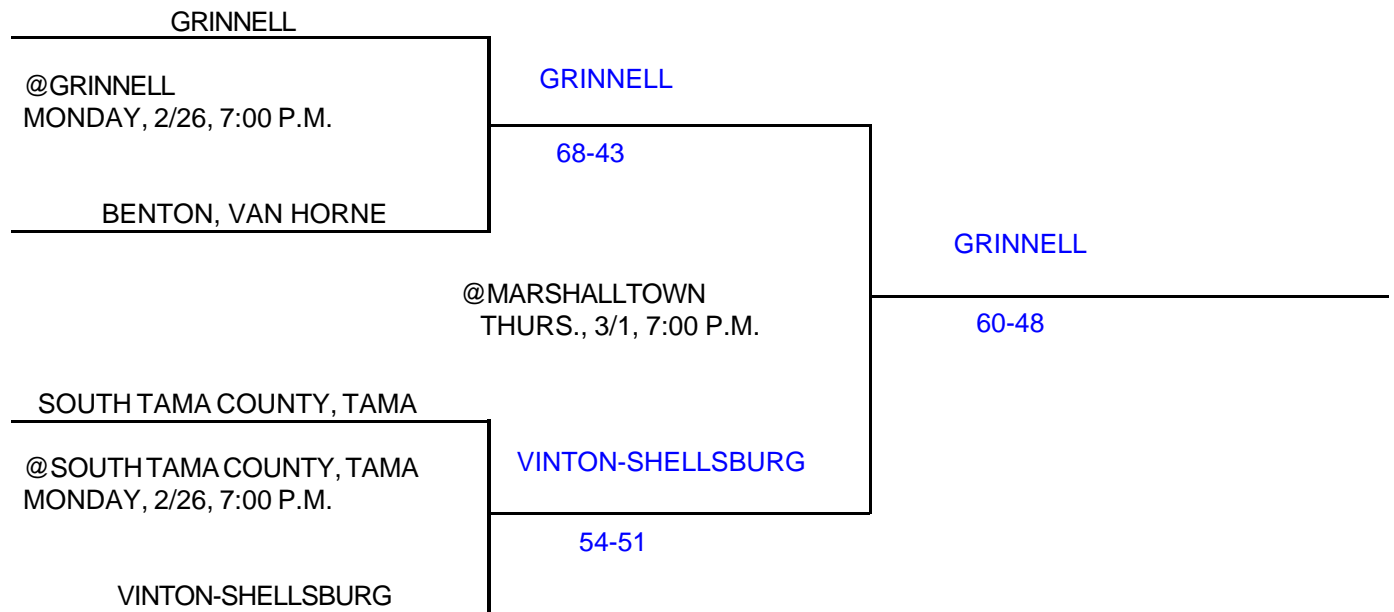 GRINNELL
@GRINNELL
MONDAY, 2/26, 7:00 P.M.
GRINNELL
68-43
BENTON, VAN HORNE
GRINNELL
@MARSHALLTOWN
THURS., 3/1, 7:00 P.M.
60-48
SOUTH TAMA COUNTY, TAMA
@SOUTH TAMA COUNTY, TAMA
MONDAY, 2/26, 7:00 P.M.
VINTON-SHELLSBURG
54-51
VINTON-SHELLSBURG